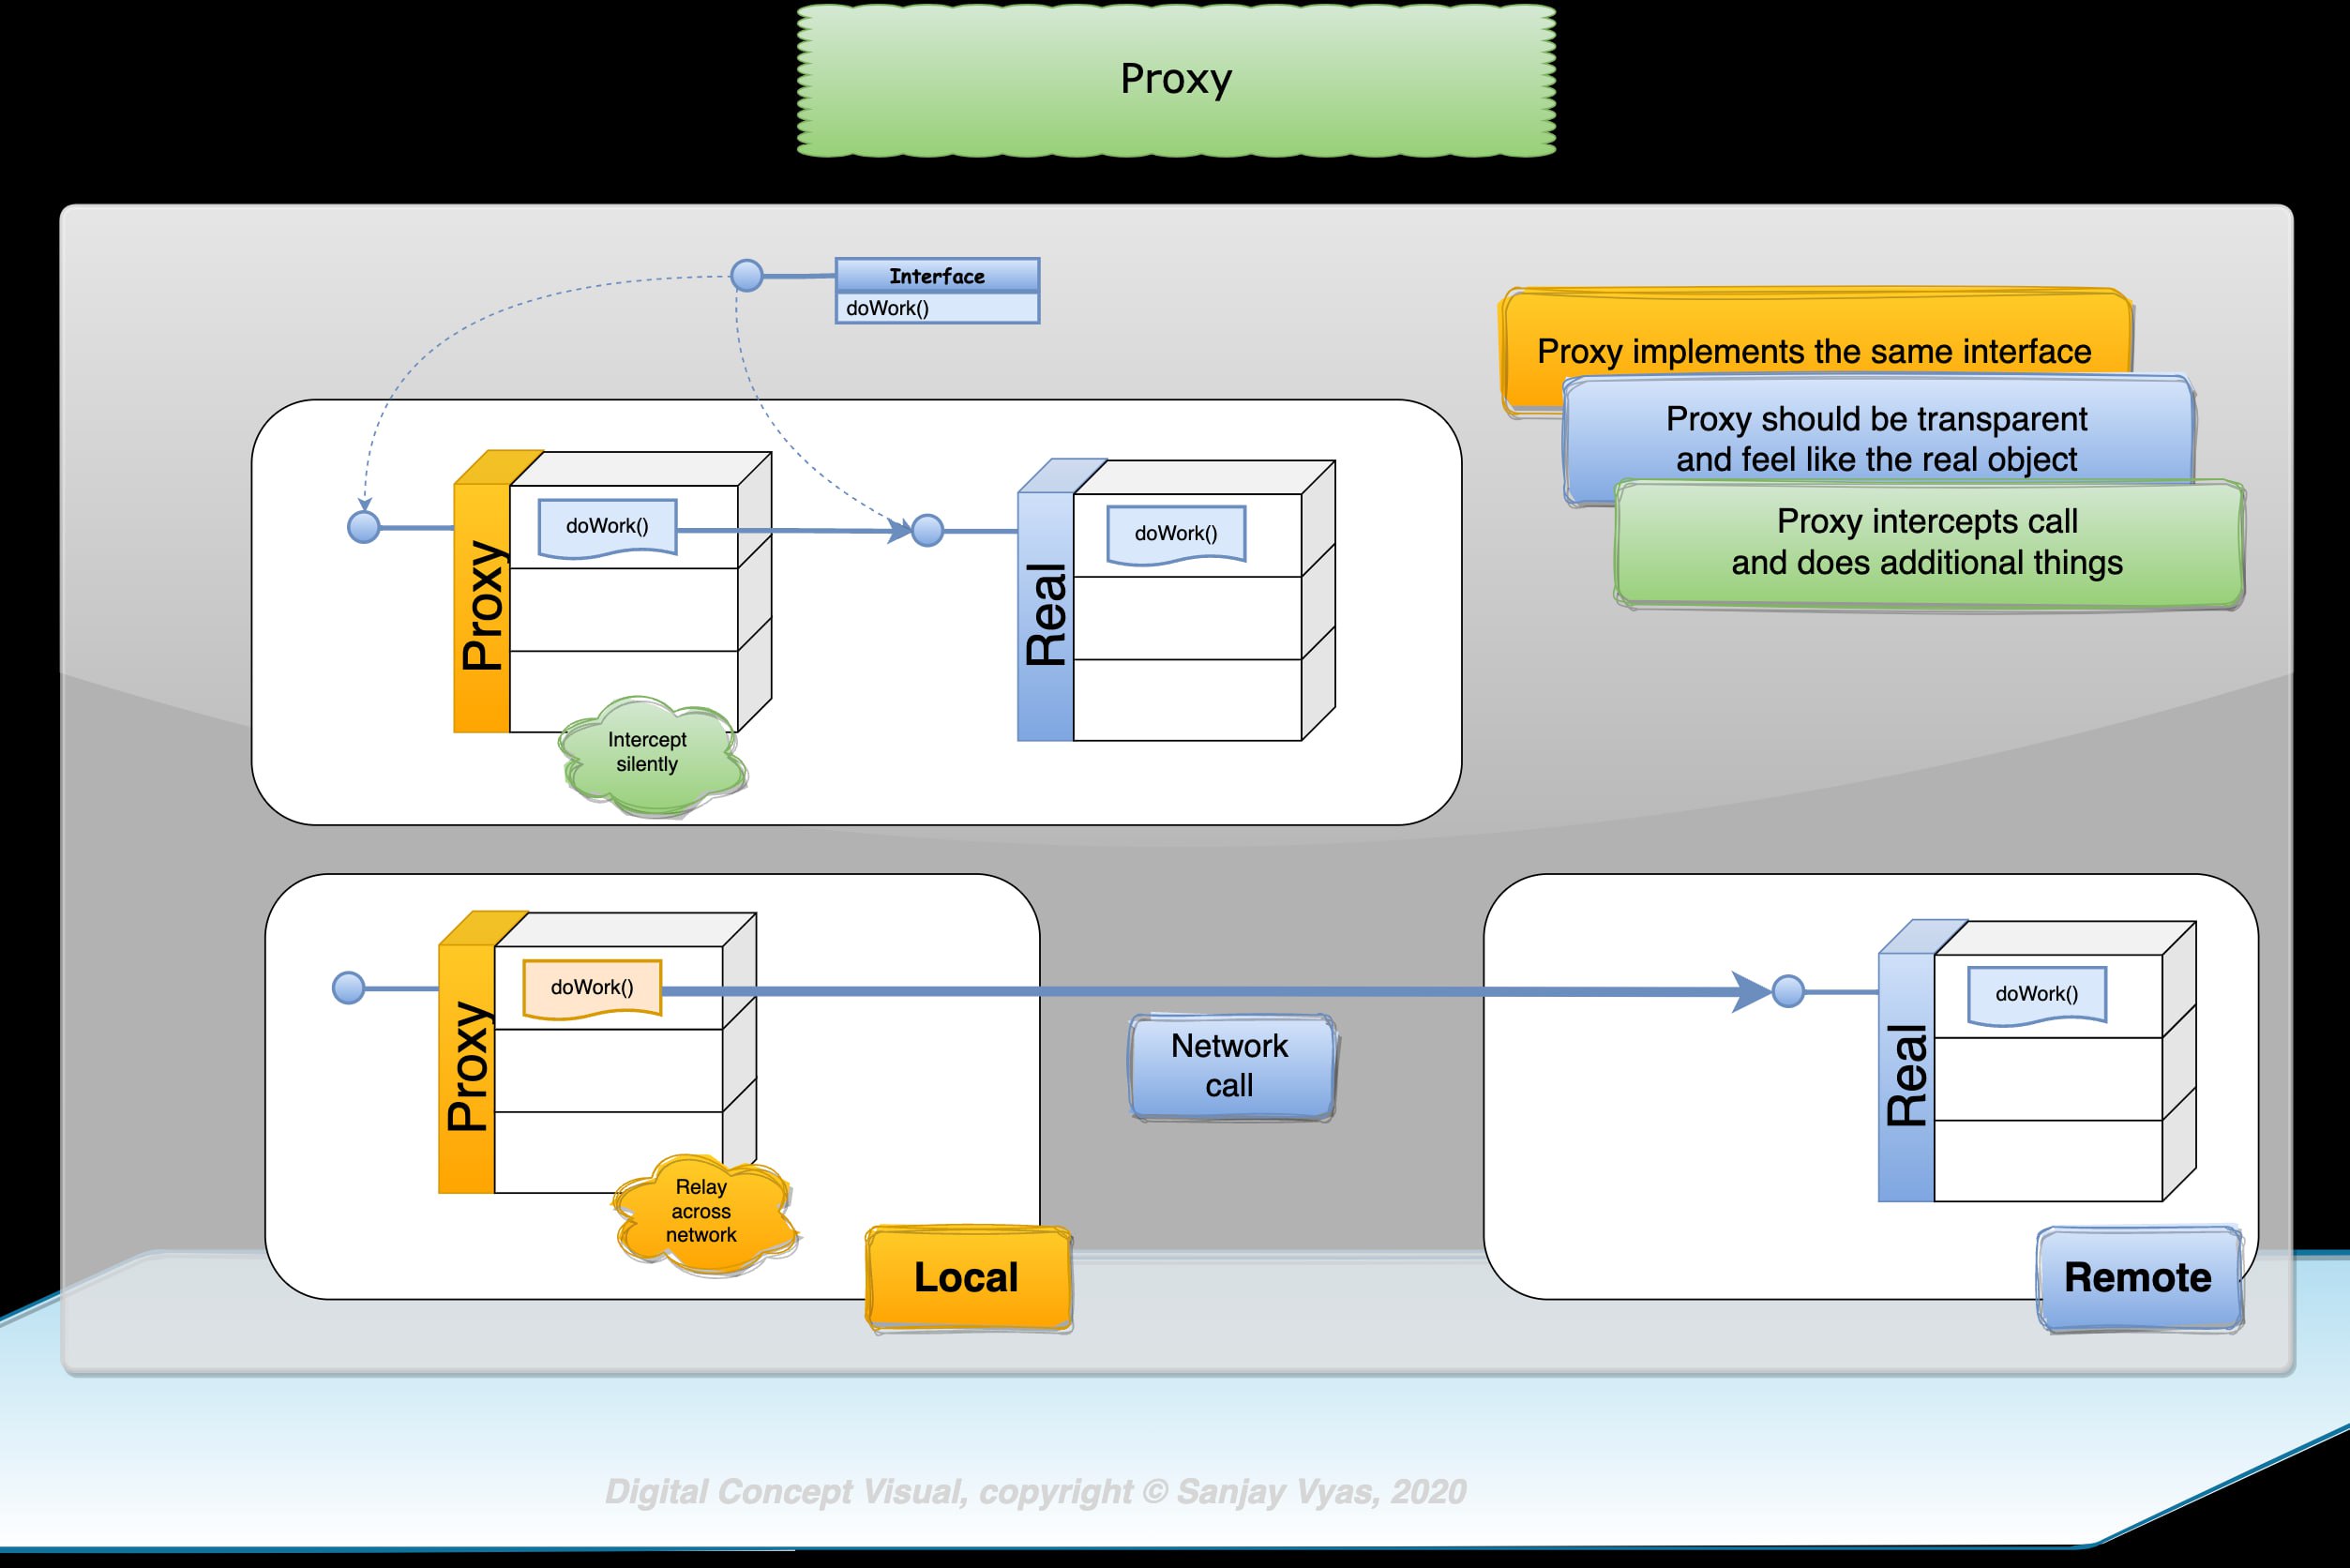 Proxy
Interface
doWork()
Proxy implements the same interface
Proxy should be transparent
and feel like the real object
Proxy intercepts call
and does additional things
Proxy
doWork()
Intercept
silently
Real
doWork()
Proxy
doWork()
Relay
across
network
Local
Network
call
Real
doWork()
Remote
Digital Concept Visual, copyright © Sanjay Vyas, 2020